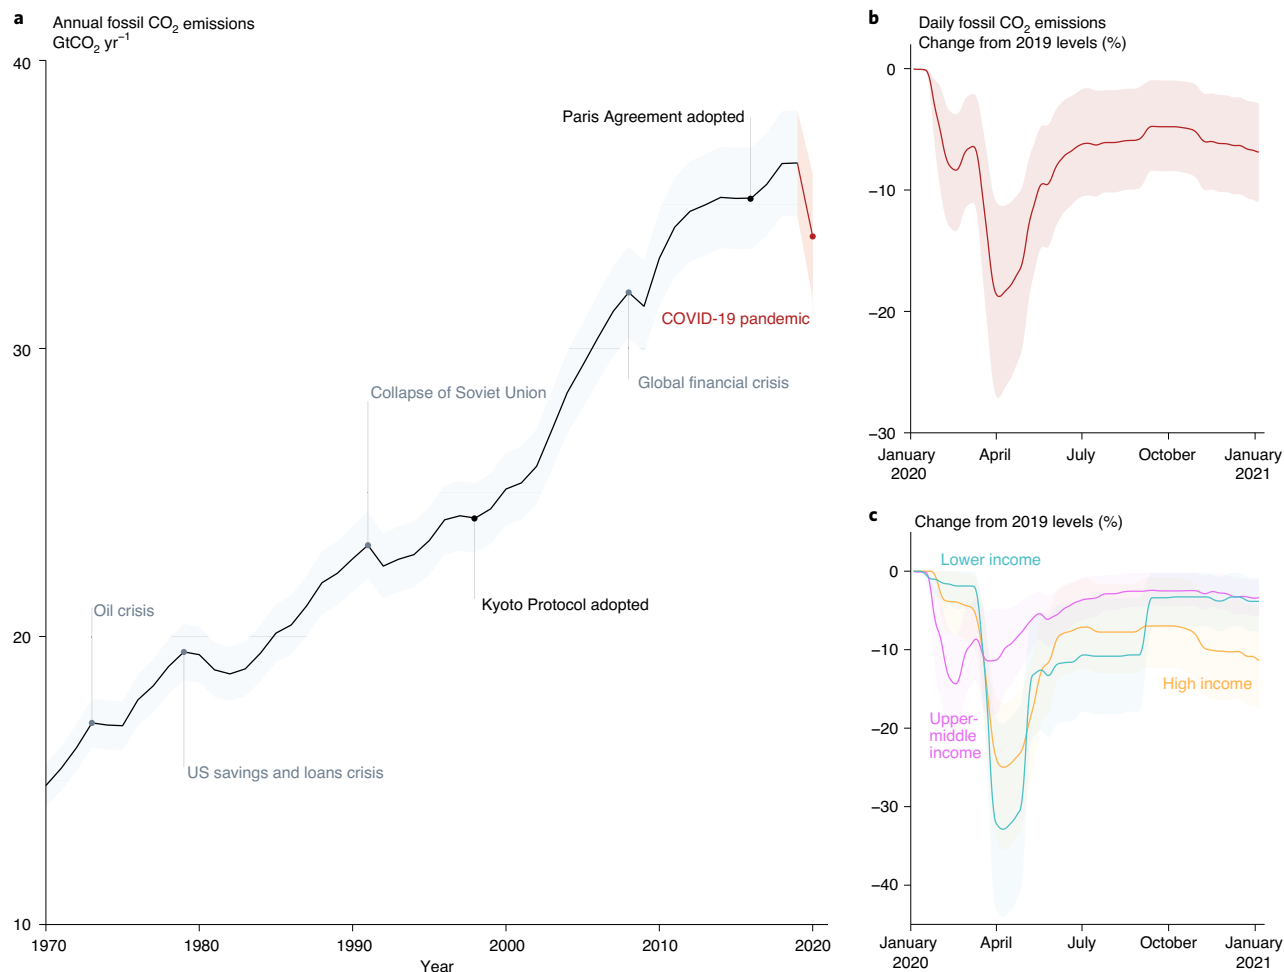 a
Annual fossil CO₂ emissions
GtCO₂ yr⁻¹
40
30
20
10
1970
1980
1990
2000
2010
2020
Year
Oil crisis
US savings and loans crisis
Collapse of Soviet Union
Kyoto Protocol adopted
Global financial crisis
Paris Agreement adopted
COVID-19 pandemic
b
Daily fossil CO₂ emissions
Change from 2019 levels (%)
0
−10
−20
−30
January
2020
April
July
October
January
2021
c
Change from 2019 levels (%)
0
−10
−20
−30
−40
Lower income
Upper-
middle
income
High income
January
2020
April
July
October
January
2021